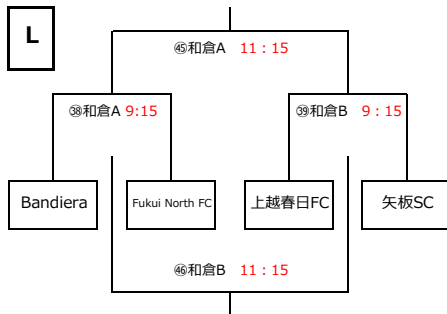 L
㊺和倉A 11：15
㊳和倉A 9:15
㊴和倉B 9：15
Bandiera
Fukui North FC
上越春日FC
矢板SC
㊻和倉B 11：15